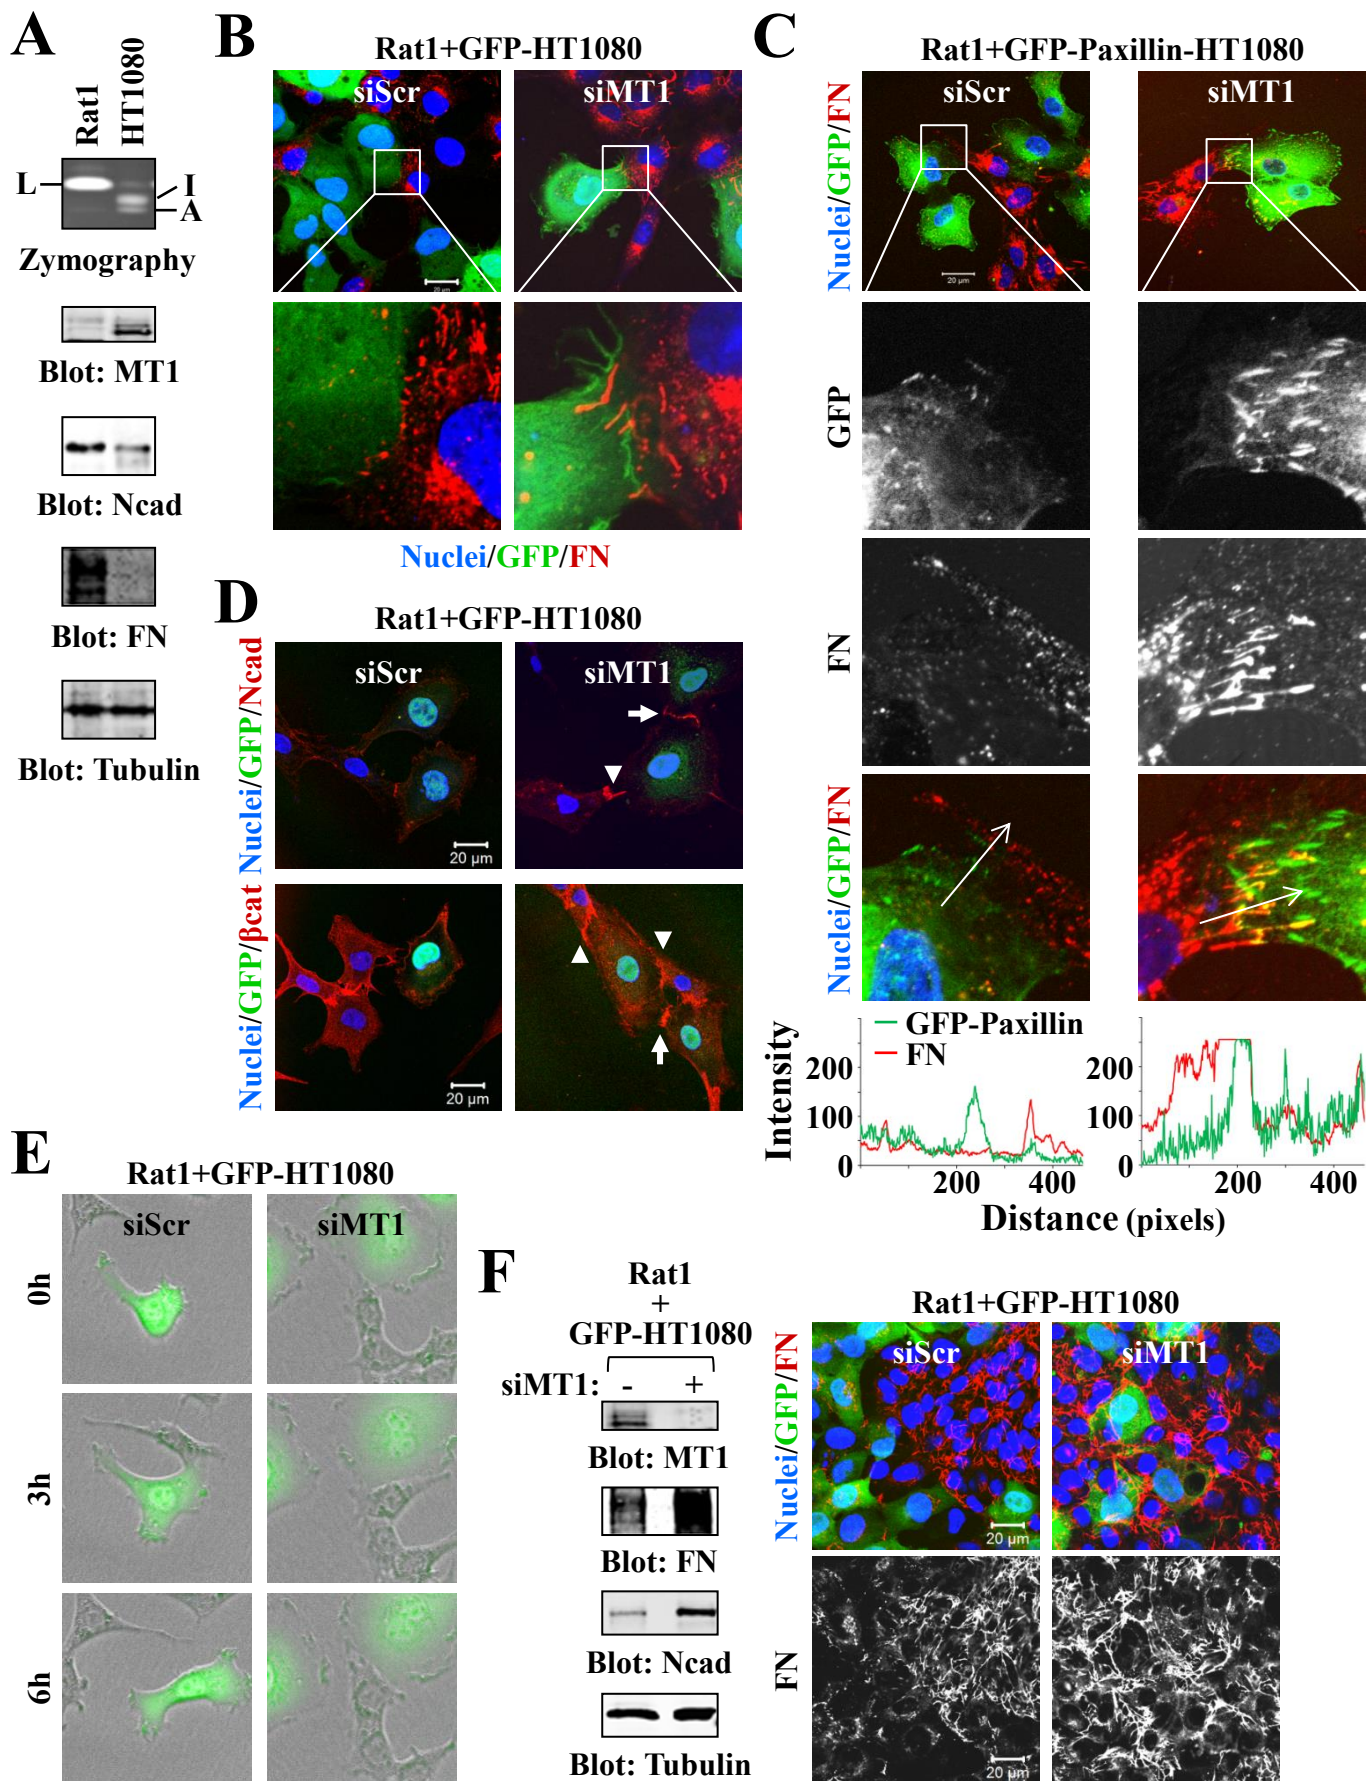 A
Rat1
HT1080
L
I
A
Zymography
Blot: MT1
Blot: Ncad
Blot: FN
Blot: Tubulin
B
Rat1+GFP-HT1080
siScr
siMT1
20 μm
Nuclei/GFP/FN
C
Rat1+GFP-Paxillin-HT1080
siScr
siMT1
Nuclei/GFP/FN
20 μm
GFP
FN
Nuclei/GFP/FN
GFP-Paxillin
FN
Intensity
200
100
0
200
100
0
200
400
200
400
Distance (pixels)
D
Rat1+GFP-HT1080
siScr
siMT1
Nuclei/GFP/Ncad
20 μm
Nuclei/GFP/βcat
20 μm
E
Rat1+GFP-HT1080
siScr
siMT1
0h
3h
6h
F
Rat1
+
GFP-HT1080
siMT1: - +
Blot: MT1
Blot: FN
Blot: Ncad
Blot: Tubulin
Rat1+GFP-HT1080
siScr
siMT1
Nuclei/GFP/FN
20 μm
FN
20 μm